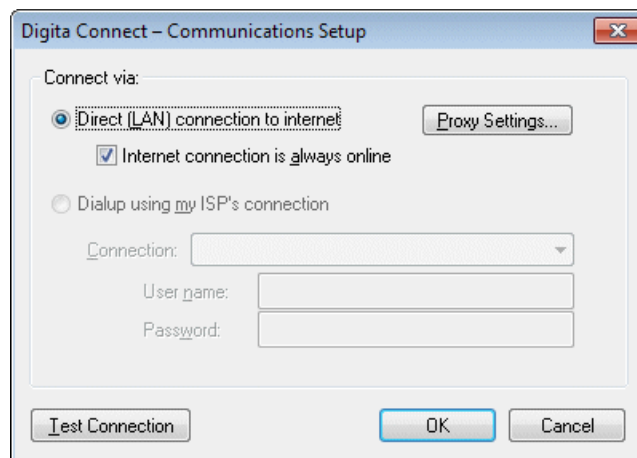 Digita Connect – Communications Setup
Connect via:
Direct (LAN) connection to internet
Proxy Settings...
Internet connection is always online
Dialup using my ISP's connection
Connection:
User name:
Password:
Test Connection
OK
Cancel